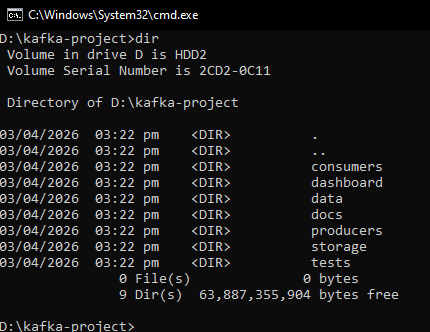 C:\Windows\System32\cmd.exe
D:\kafka-project>dir
 Volume in drive D is HDD2
 Volume Serial Number is 2CD2-0C11
 Directory of D:\kafka-project
03/04/2026  03:22 pm    <DIR>          .
03/04/2026  03:22 pm    <DIR>          ..
03/04/2026  03:22 pm    <DIR>          consumers
03/04/2026  03:22 pm    <DIR>          dashboard
03/04/2026  03:22 pm    <DIR>          data
03/04/2026  03:22 pm    <DIR>          docs
03/04/2026  03:22 pm    <DIR>          producers
03/04/2026  03:22 pm    <DIR>          storage
03/04/2026  03:22 pm    <DIR>          tests
               0 File(s)              0 bytes
               9 Dir(s)  63,887,355,904 bytes free
D:\kafka-project>